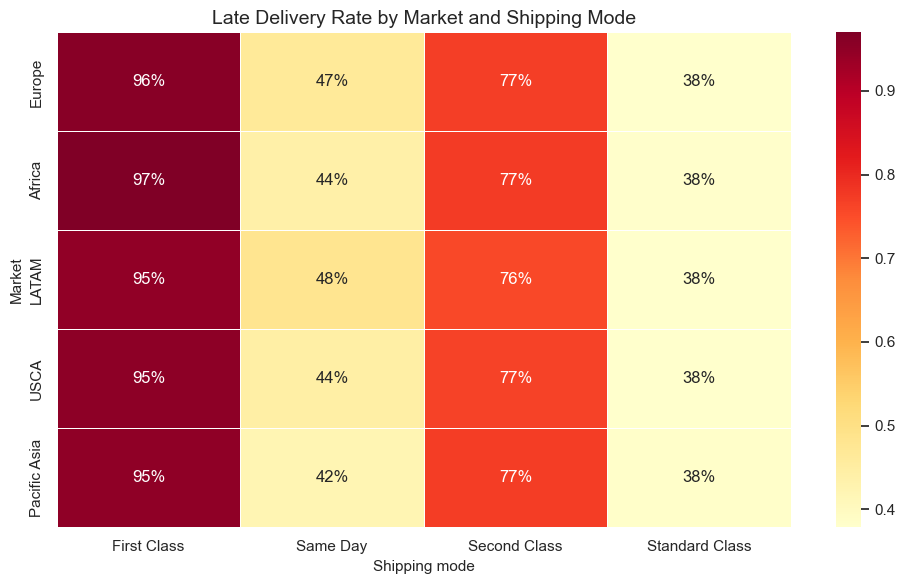 Late Delivery Rate by Market and Shipping Mode
Market
Europe
96% 47% 77% 38%
Africa
97% 44% 77% 38%
LATAM
95% 48% 76% 38%
USCA
95% 44% 77% 38%
Pacific Asia
95% 42% 77% 38%
First Class Same Day Second Class Standard Class
Shipping mode
0.9
0.8
0.7
0.6
0.5
0.4